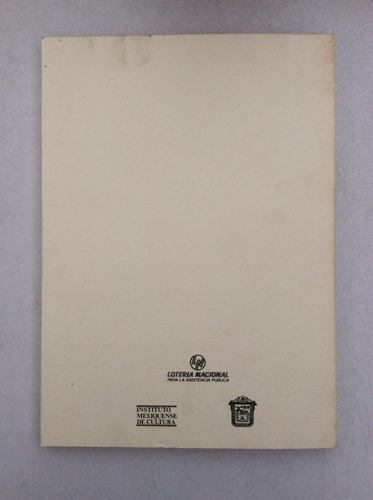 LOTERIA NACIONAL
PARA LA ASISTENCIA PUBLICA
INSTITUTO
MEXIQUENSE
DE CULTURA